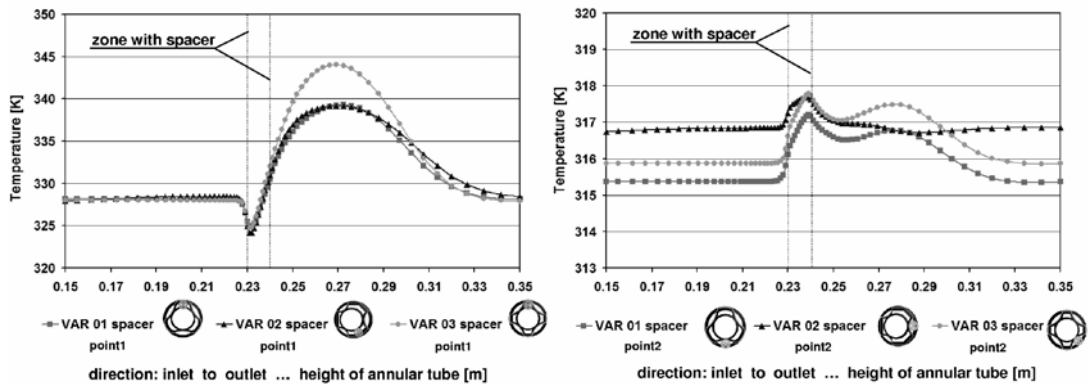 350
345
340
335
330
325
320
Temperature [K]
zone with spacer
0.15 0.17 0.19 0.21 0.23 0.25 0.27 0.29 0.31 0.33 0.35
VAR 01 spacer VAR 02 spacer VAR 03 spacer
point1 point1 point1
direction: inlet to outlet ... height of annular tube [m]
320
319
318
317
316
315
314
313
Temperature [K]
zone with spacer
0.15 0.17 0.19 0.21 0.23 0.25 0.27 0.29 0.31 0.33 0.35
VAR 01 spacer VAR 02 spacer VAR 03 spacer
point2 point2 point2
direction: inlet to outlet ... height of annular tube [m]